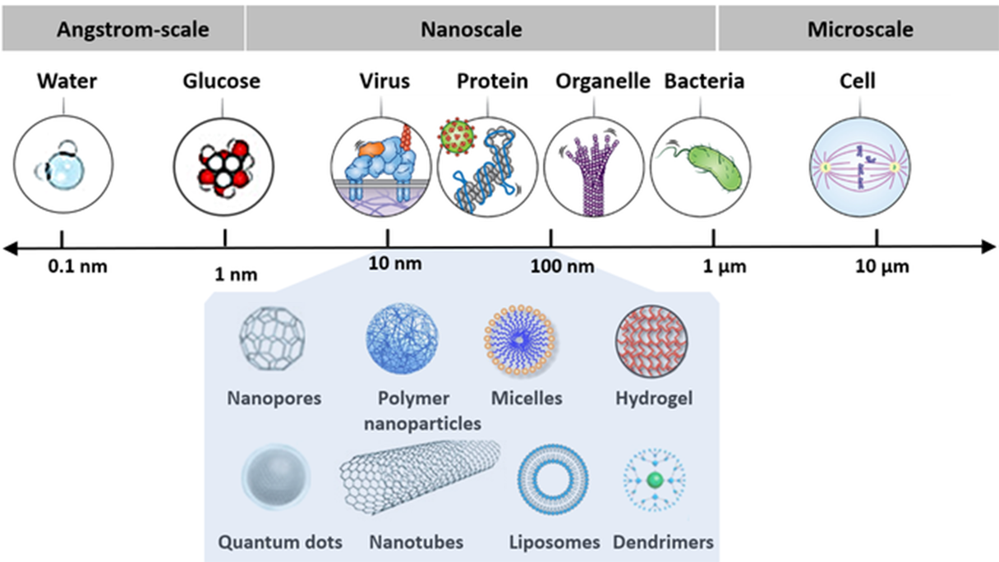 Angstrom-scale Nanoscale Microscale
Water Glucose Virus Protein Organelle Bacteria Cell
0.1 nm 1 nm 10 nm 100 nm 1 μm 10 μm
Nanopores Polymer nanoparticles Micelles Hydrogel
Quantum dots Nanotubes Liposomes Dendrimers